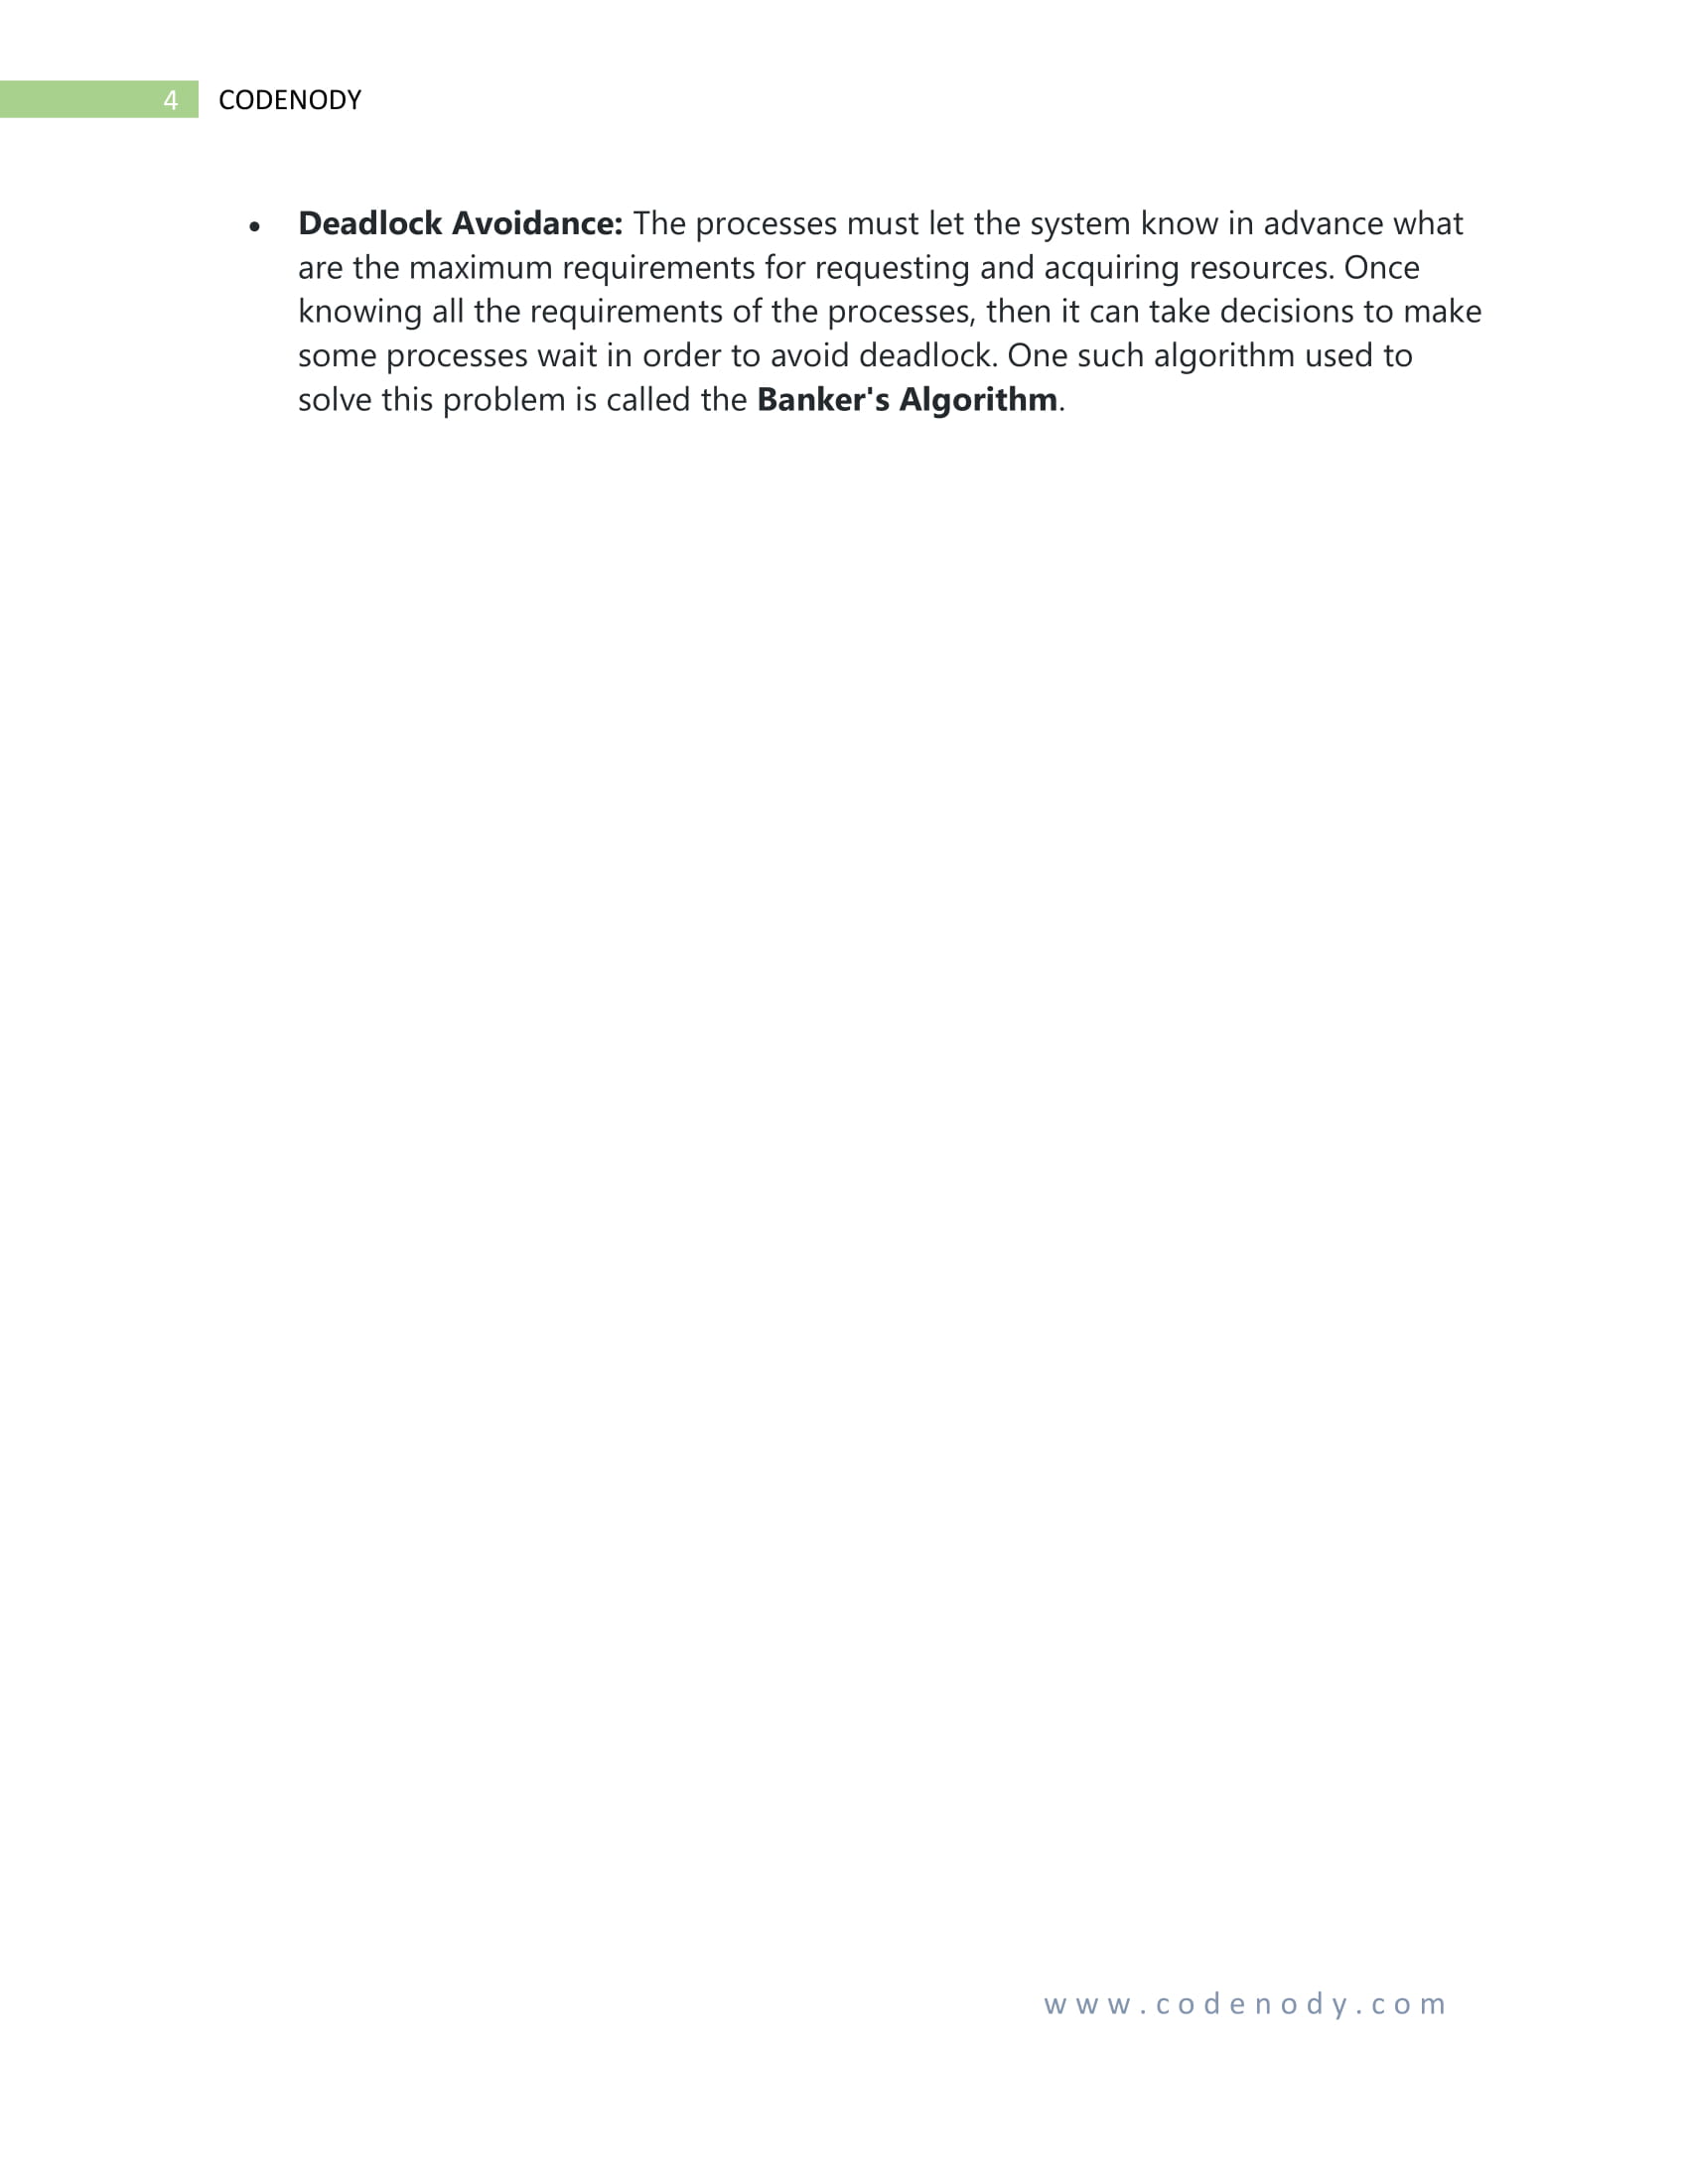 4 CODENODY
• Deadlock Avoidance: The processes must let the system know in advance what
are the maximum requirements for requesting and acquiring resources. Once
knowing all the requirements of the processes, then it can take decisions to make
some processes wait in order to avoid deadlock. One such algorithm used to
solve this problem is called the Banker's Algorithm.
www.codenody.com